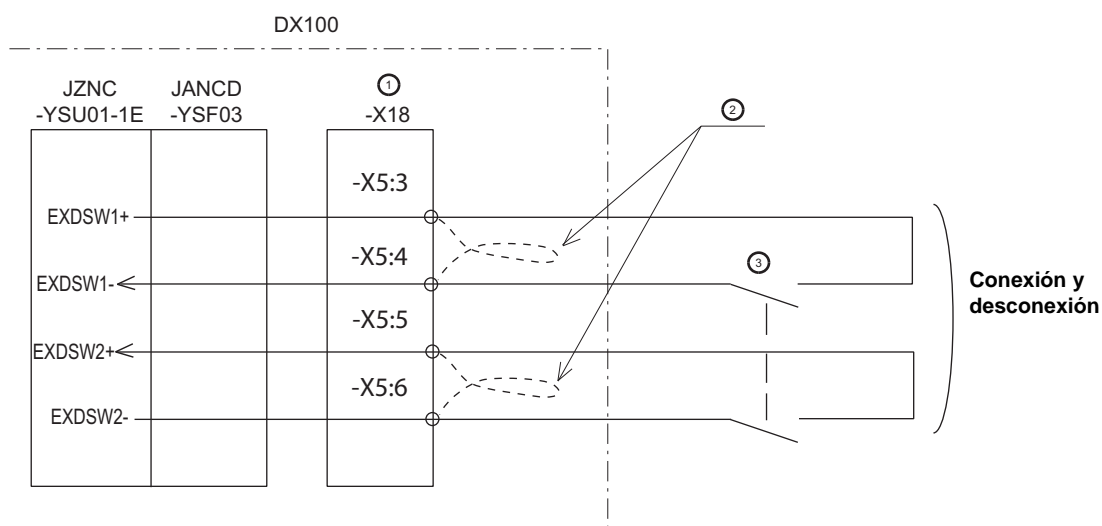 DX100
JZNC
-YSU01-1E
JANCD
-YSF03
1
-X18
2
-X5:3
EXDSW1+
-X5:4
EXDSW1-
3
-X5:5
EXDSW2+
-X5:6
EXDSW2-
Conexión y
desconexión